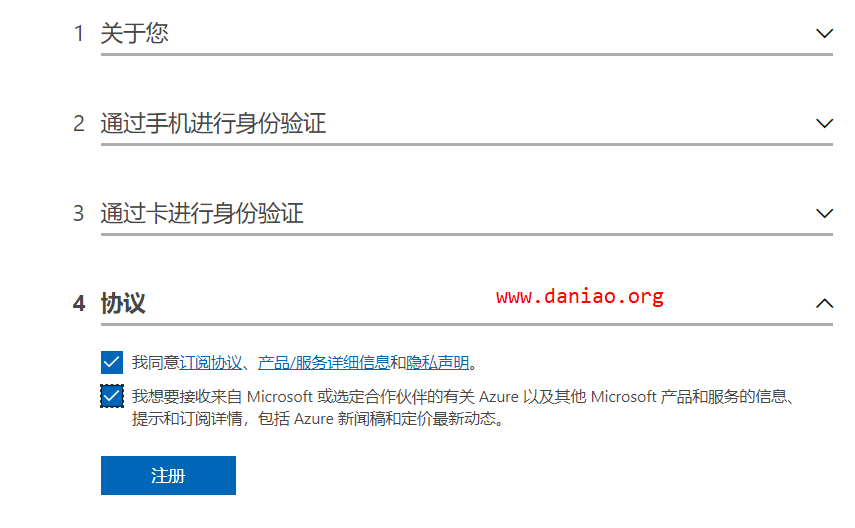 1 关于您
2 通过手机进行身份验证
3 通过卡进行身份验证
4 协议
www.daniao.org
我同意订阅协议、产品/服务详细信息和隐私声明。
我想要接收来自 Microsoft 或选定合作伙伴的有关 Azure 以及其他 Microsoft 产品和服务的信息、
提示和订阅详情，包括 Azure 新闻稿和定价最新动态。
注册